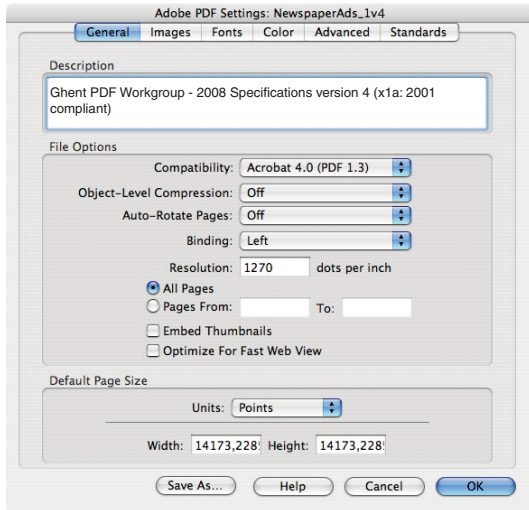 Adobe PDF Settings: NewspaperAds_1v4
General Images Fonts Color Advanced Standards
Description
Ghent PDF Workgroup - 2008 Specifications version 4 (x1a: 2001
compliant)
File Options
Compatibility: Acrobat 4.0 (PDF 1.3)
Object-Level Compression: Off
Auto-Rotate Pages: Off
Binding: Left
Resolution: 1270 dots per inch
All Pages
Pages From: To:
Embed Thumbnails
Optimize For Fast Web View
Default Page Size
Units: Points
Width: 14173,228 Height: 14173,228
Save As... Help Cancel OK